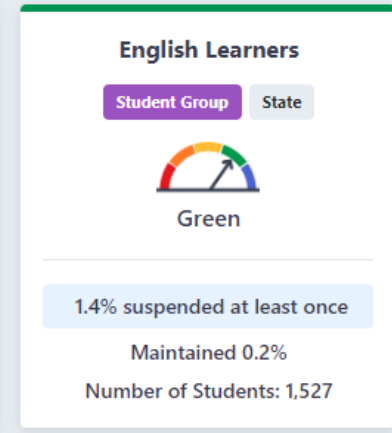 English Learners
Student Group State
Green
1.4% suspended at least once
Maintained 0.2%
Number of Students: 1,527